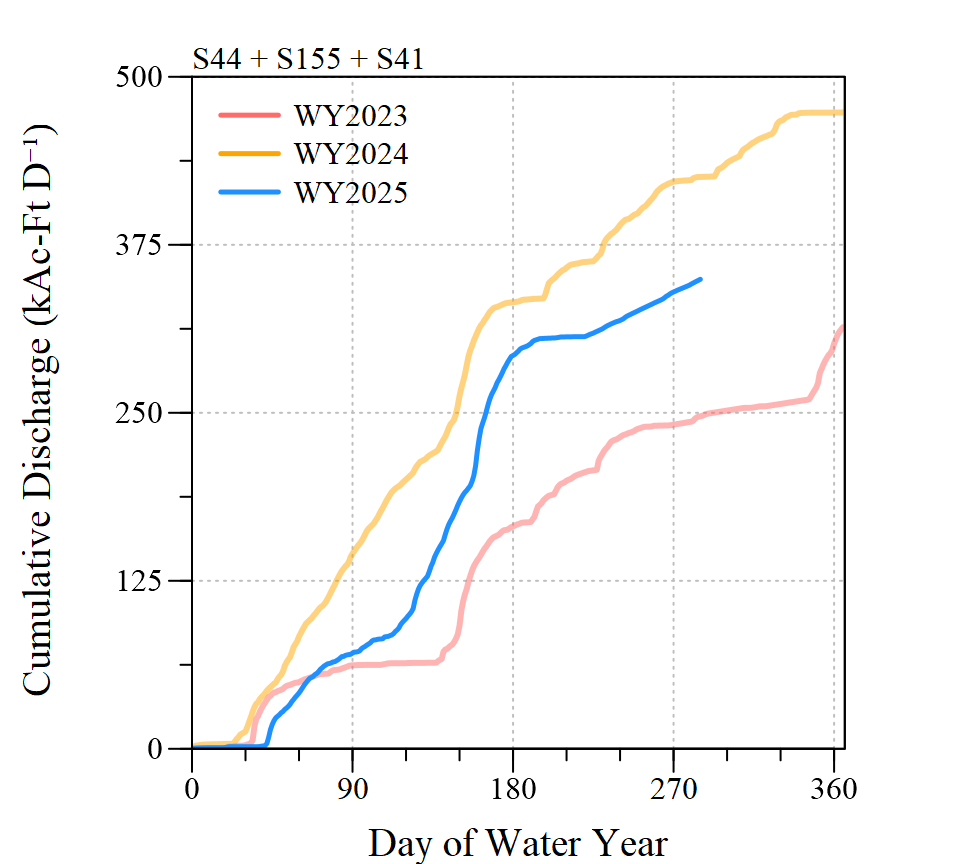 S44 + S155 + S41
500
375
250
125
0
Cumulative Discharge (kAc-Ft D⁻¹)
WY2023
WY2024
WY2025
0 90 180 270 360
Day of Water Year